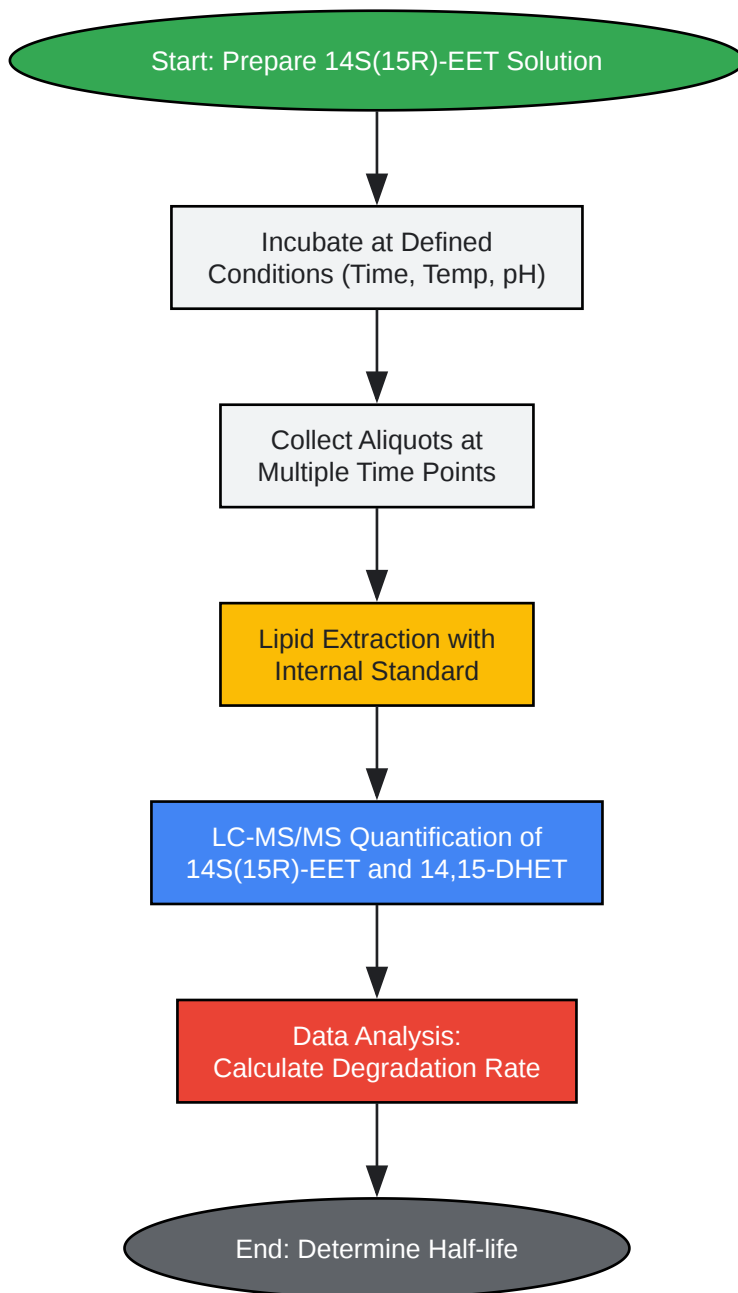 Start: Prepare 14S(15R)-EET Solution
Incubate at Defined
Conditions (Time, Temp, pH)
Collect Aliquots at
Multiple Time Points
Lipid Extraction with
Internal Standard
LC-MS/MS Quantification of
14S(15R)-EET and 14,15-DHET
Data Analysis:
Calculate Degradation Rate
End: Determine Half-life